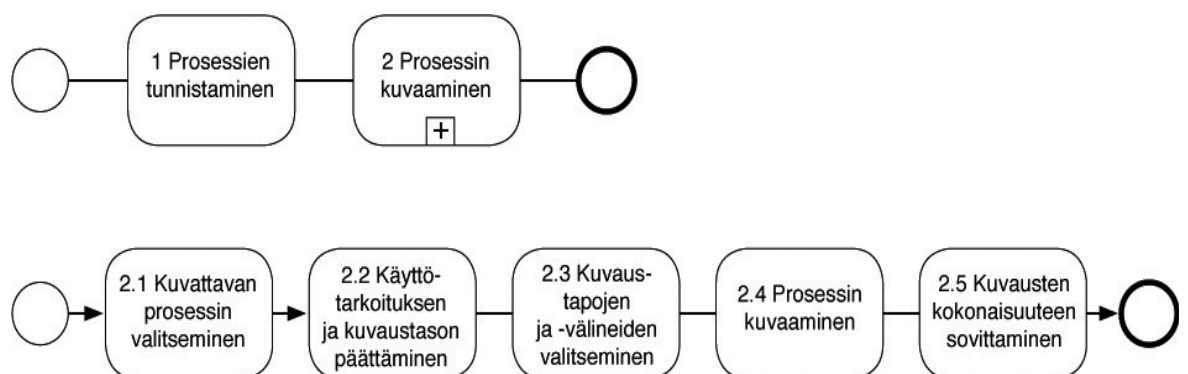 1 Prosessien
tunnistaminen
2 Prosessin
kuvaaminen
+
2.1 Kuvattavan
prosessin
valitseminen
2.2 Käyttö-
tarkoituksen
ja kuvaustason
päättäminen
2.3 Kuvaus-
tapojen
ja -välineiden
valitseminen
2.4 Prosessin
kuvaaminen
2.5 Kuvausten
kokonaisuuteen
sovittaminen